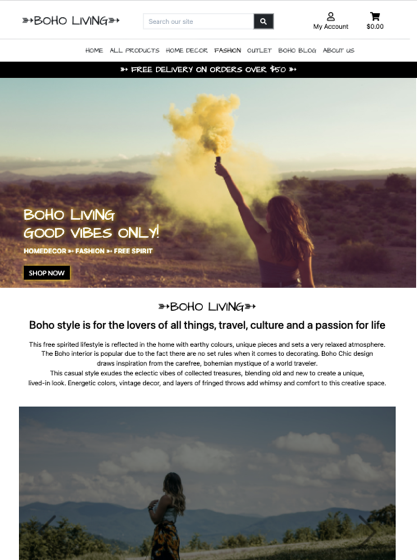 ➳BOHO LIVING➳
Search our site
My Account
$0.00
HOME ALL PRODUCTS HOME DECOR FASHION OUTLET BOHO BLOG ABOUT US
➳ FREE DELIVERY ON ORDERS OVER $50 ➳
BOHO LIVING
GOOD VIBES ONLY!
HOMEDECOR ➳ FASHION ➳ FREE SPIRIT
SHOP NOW
➳BOHO LIVING➳
Boho style is for the lovers of all things, travel, culture and a passion for life
This free spirited lifestyle is reflected in the home with earthy colours, unique pieces and sets a very relaxed atmosphere.
The Boho interior is popular due to the fact there are no set rules when it comes to decorating. Boho Chic design
draws inspiration from the carefree, bohemian mystique of a world traveler.
This casual style exudes the eclectic vibes of collected treasures, blending old and new to create a unique,
lived-in look. Energetic colors, vintage decor, and layers of fringed throws add whimsy and comfort to this creative space.